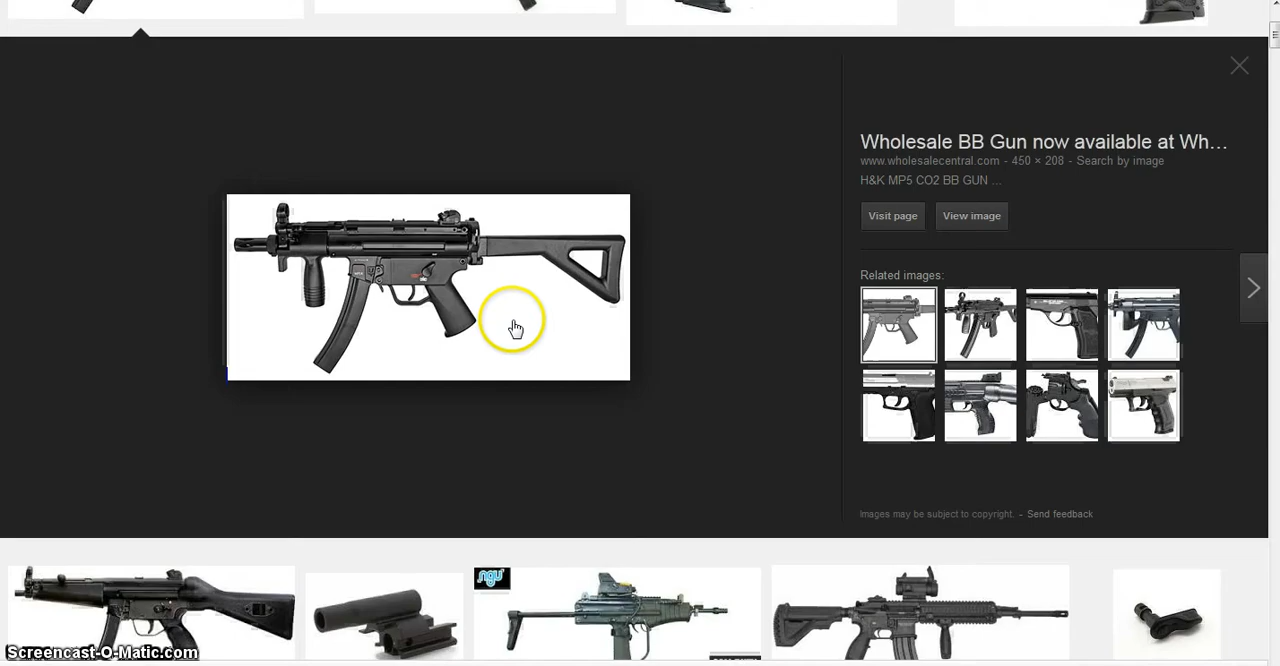 Wholesale BB Gun now available at Wh...
www.wholesalecentral.com - 450 × 208 - Search by image
H&K MP5 CO2 BB GUN ...
Visit page
View image
Related images:
Images may be subject to copyright. - Send feedback
ngu
Screencast-O-Matic.com